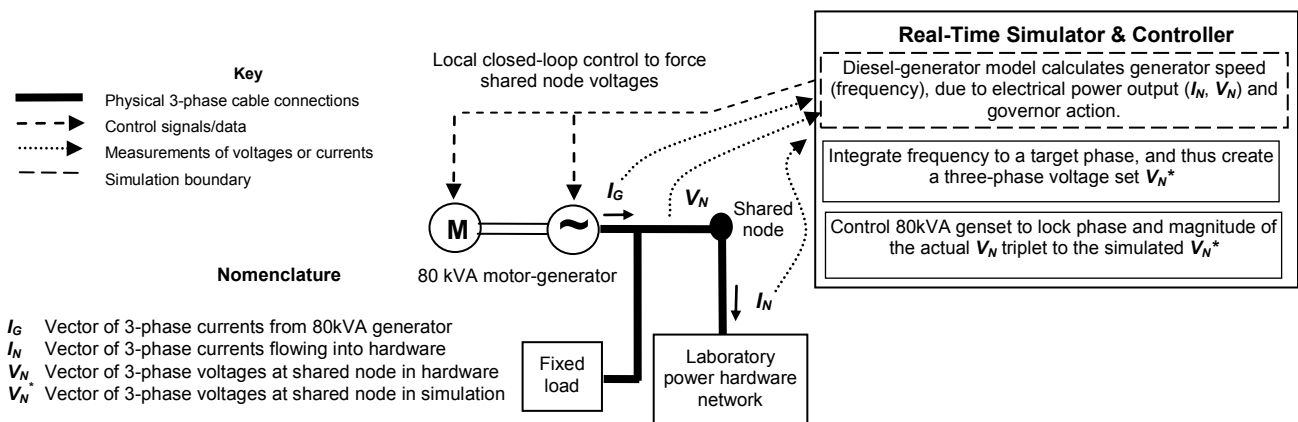 Key
Physical 3-phase cable connections
Control signals/data
Measurements of voltages or currents
Simulation boundary
Local closed-loop control to force
shared node voltages
Real-Time Simulator & Controller
Diesel-generator model calculates generator speed
(frequency), due to electrical power output (IN, VN) and
governor action.
Integrate frequency to a target phase, and thus create
a three-phase voltage set VN*
Control 80kVA genset to lock phase and magnitude of
the actual VN triplet to the simulated VN*
IG
VN
Shared
node
M
~
80 kVA motor-generator
IN
Fixed
load
Laboratory
power hardware
network
Nomenclature
IG Vector of 3-phase currents from 80kVA generator
IN Vector of 3-phase currents flowing into hardware
VN Vector of 3-phase voltages at shared node in hardware
VN* Vector of 3-phase voltages at shared node in simulation